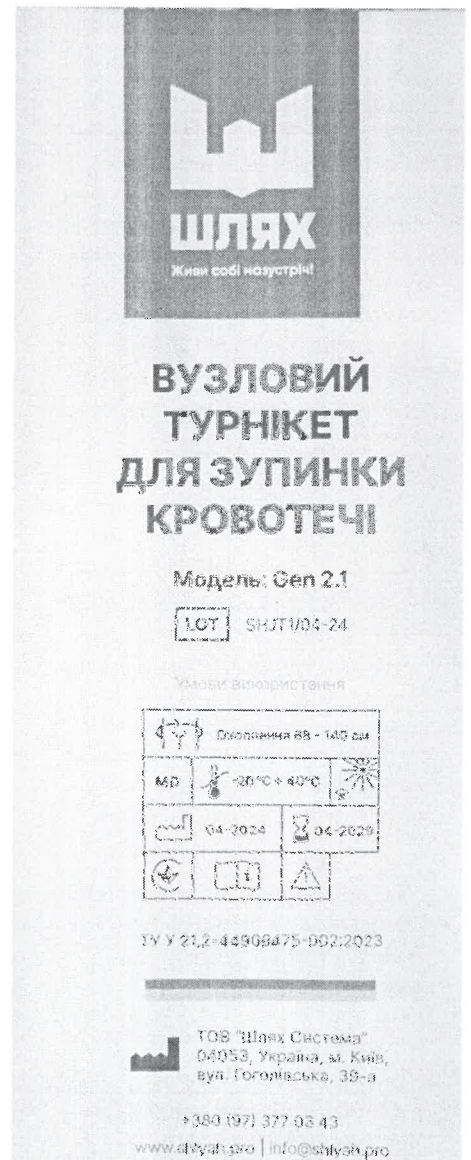 ШЛЯХ
Живи собі назустріч!
ВУЗЛОВИЙ
ТУРНІКЕТ
ДЛЯ ЗУПИНКИ
КРОВОТЕЧІ
Модель: Gen 2.1
LOT SHJT1/04-24
Умови використання
Охоплення 68 - 140 см
MD -20°C + 40°C
04-2024 04-2029
ТУ У 21,2-44908475-002:2023
ТОВ "Шлях Система"
04053, Україна, м. Київ,
вул. Гоголівська, 39-а
+380 (97) 377 03 43
www.shlyah.pro | info@shlyah.pro